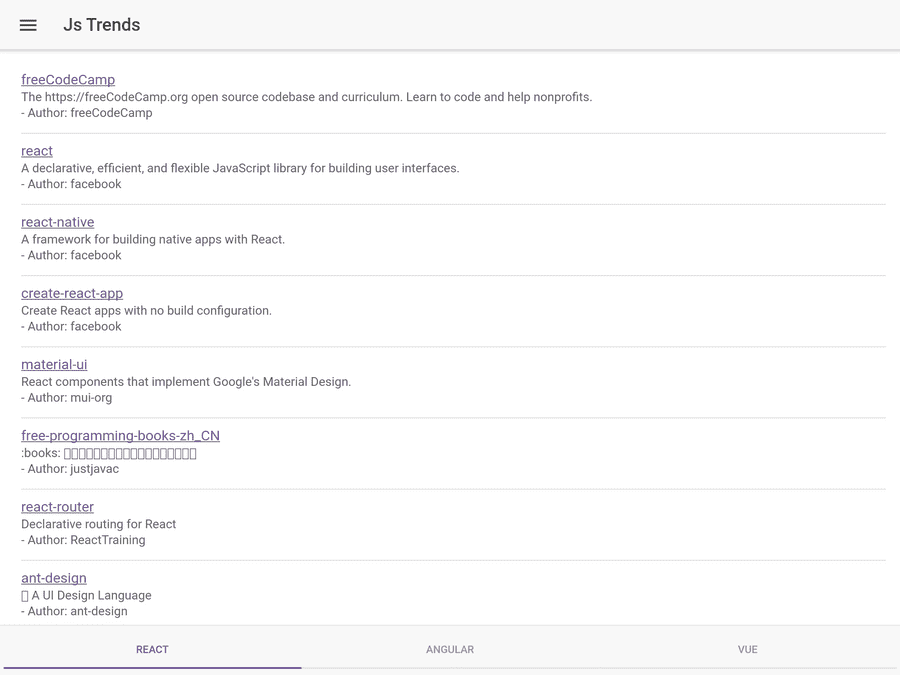 Js Trends
freeCodeCamp
The https://freeCodeCamp.org open source codebase and curriculum. Learn to code and help nonprofits.
- Author: freeCodeCamp
react
A declarative, efficient, and flexible JavaScript library for building user interfaces.
- Author: facebook
react-native
A framework for building native apps with React.
- Author: facebook
create-react-app
Create React apps with no build configuration.
- Author: facebook
material-ui
React components that implement Google's Material Design.
- Author: mui-org
free-programming-books-zh_CN
:books:
- Author: justjavac
react-router
Declarative routing for React
- Author: ReactTraining
ant-design
A UI Design Language
- Author: ant-design
REACT ANGULAR VUE